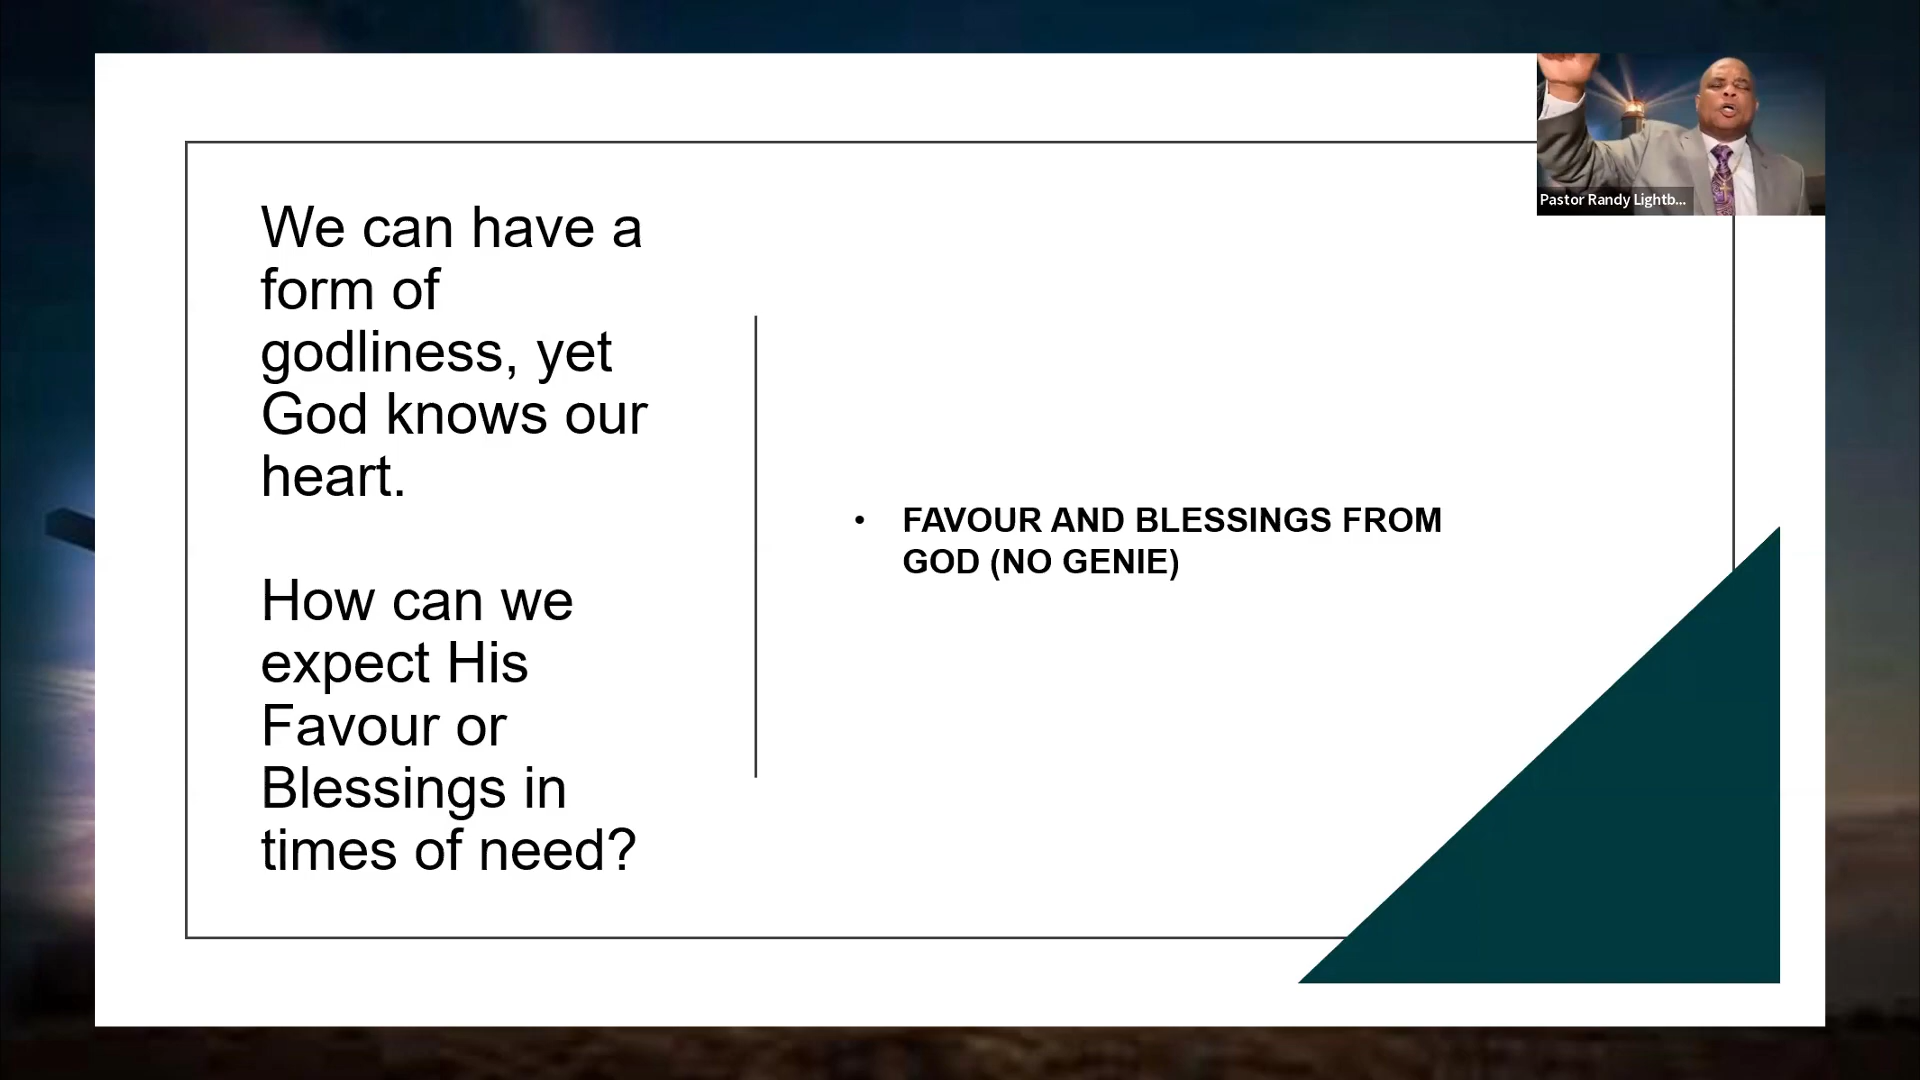 We can have a
form of
godliness, yet
God knows our
heart.
How can we
expect His
Favour or
Blessings in
times of need?
• FAVOUR AND BLESSINGS FROM
GOD (NO GENIE)
Pastor Randy Lightb...